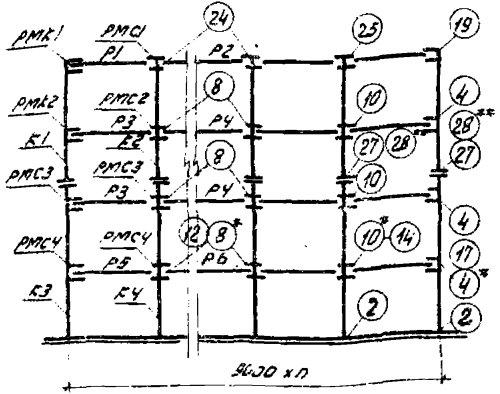 РМК1 РМС1 24 25 19
Р1 Р2
РМК2 РМС2 8 10 4
Р3 Р4 28* 28**
К1 К2 27
РМС3 РМС3 8 27 10
Р3 Р4 4
РМС4 РМС4 12 8* 10* 14 17
Р5 Р6 4*
К3 К4 2 2
9600 х п